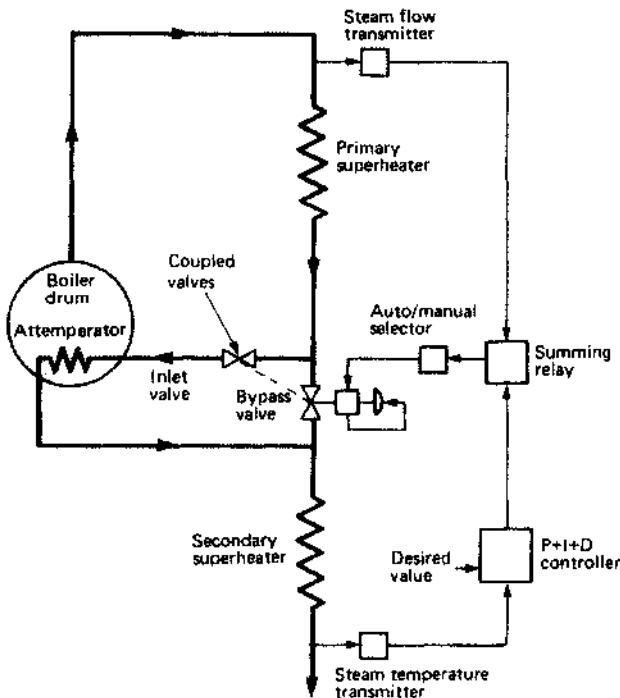 Steam flow
transmitter
Primary
superheater
Coupled
valves
Boiler
drum
Attemperator
Auto/manual
selector
Summing
relay
Inlet
valve
Bypass
valve
Secondary
superheater
Desired
value
P+I+D
controller
Steam temperature
transmitter